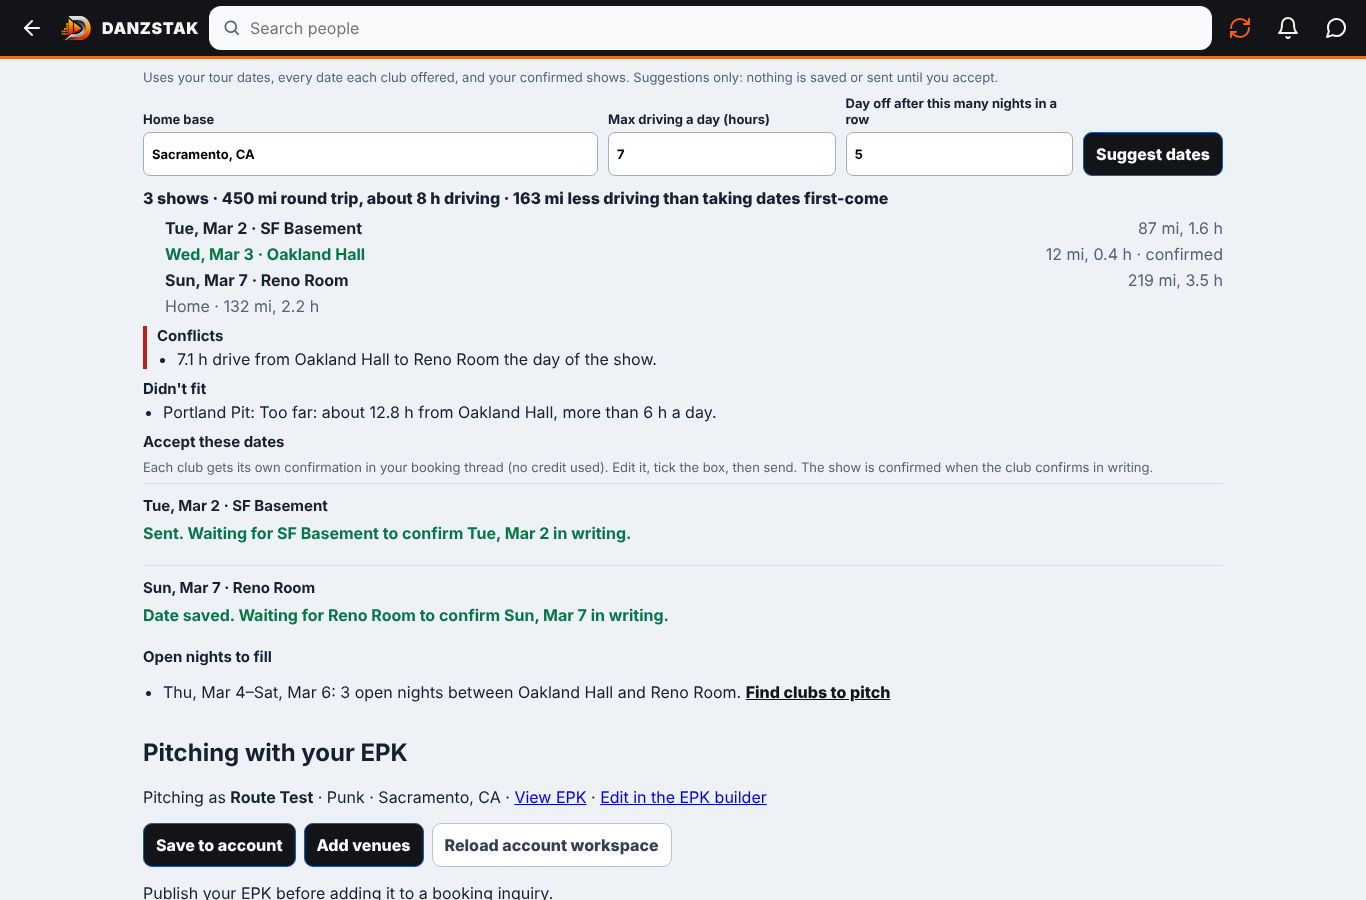 DANZSTAK
Search people
Uses your tour dates, every date each club offered, and your confirmed shows. Suggestions only: nothing is saved or sent until you accept.
Home base
Max driving a day (hours)
Day off after this many nights in a
row
Sacramento, CA
7
5
Suggest dates
3 shows · 450 mi round trip, about 8 h driving · 163 mi less driving than taking dates first-come
Tue, Mar 2 · SF Basement 87 mi, 1.6 h
Wed, Mar 3 · Oakland Hall 12 mi, 0.4 h · confirmed
Sun, Mar 7 · Reno Room 219 mi, 3.5 h
Home · 132 mi, 2.2 h
Conflicts
• 7.1 h drive from Oakland Hall to Reno Room the day of the show.
Didn't fit
• Portland Pit: Too far: about 12.8 h from Oakland Hall, more than 6 h a day.
Accept these dates
Each club gets its own confirmation in your booking thread (no credit used). Edit it, tick the box, then send. The show is confirmed when the club confirms in writing.
Tue, Mar 2 · SF Basement
Sent. Waiting for SF Basement to confirm Tue, Mar 2 in writing.
Sun, Mar 7 · Reno Room
Date saved. Waiting for Reno Room to confirm Sun, Mar 7 in writing.
Open nights to fill
• Thu, Mar 4–Sat, Mar 6: 3 open nights between Oakland Hall and Reno Room. Find clubs to pitch
Pitching with your EPK
Pitching as Route Test · Punk · Sacramento, CA · View EPK · Edit in the EPK builder
Save to account
Add venues
Reload account workspace
Publish your EPK before adding it to a booking inquiry.